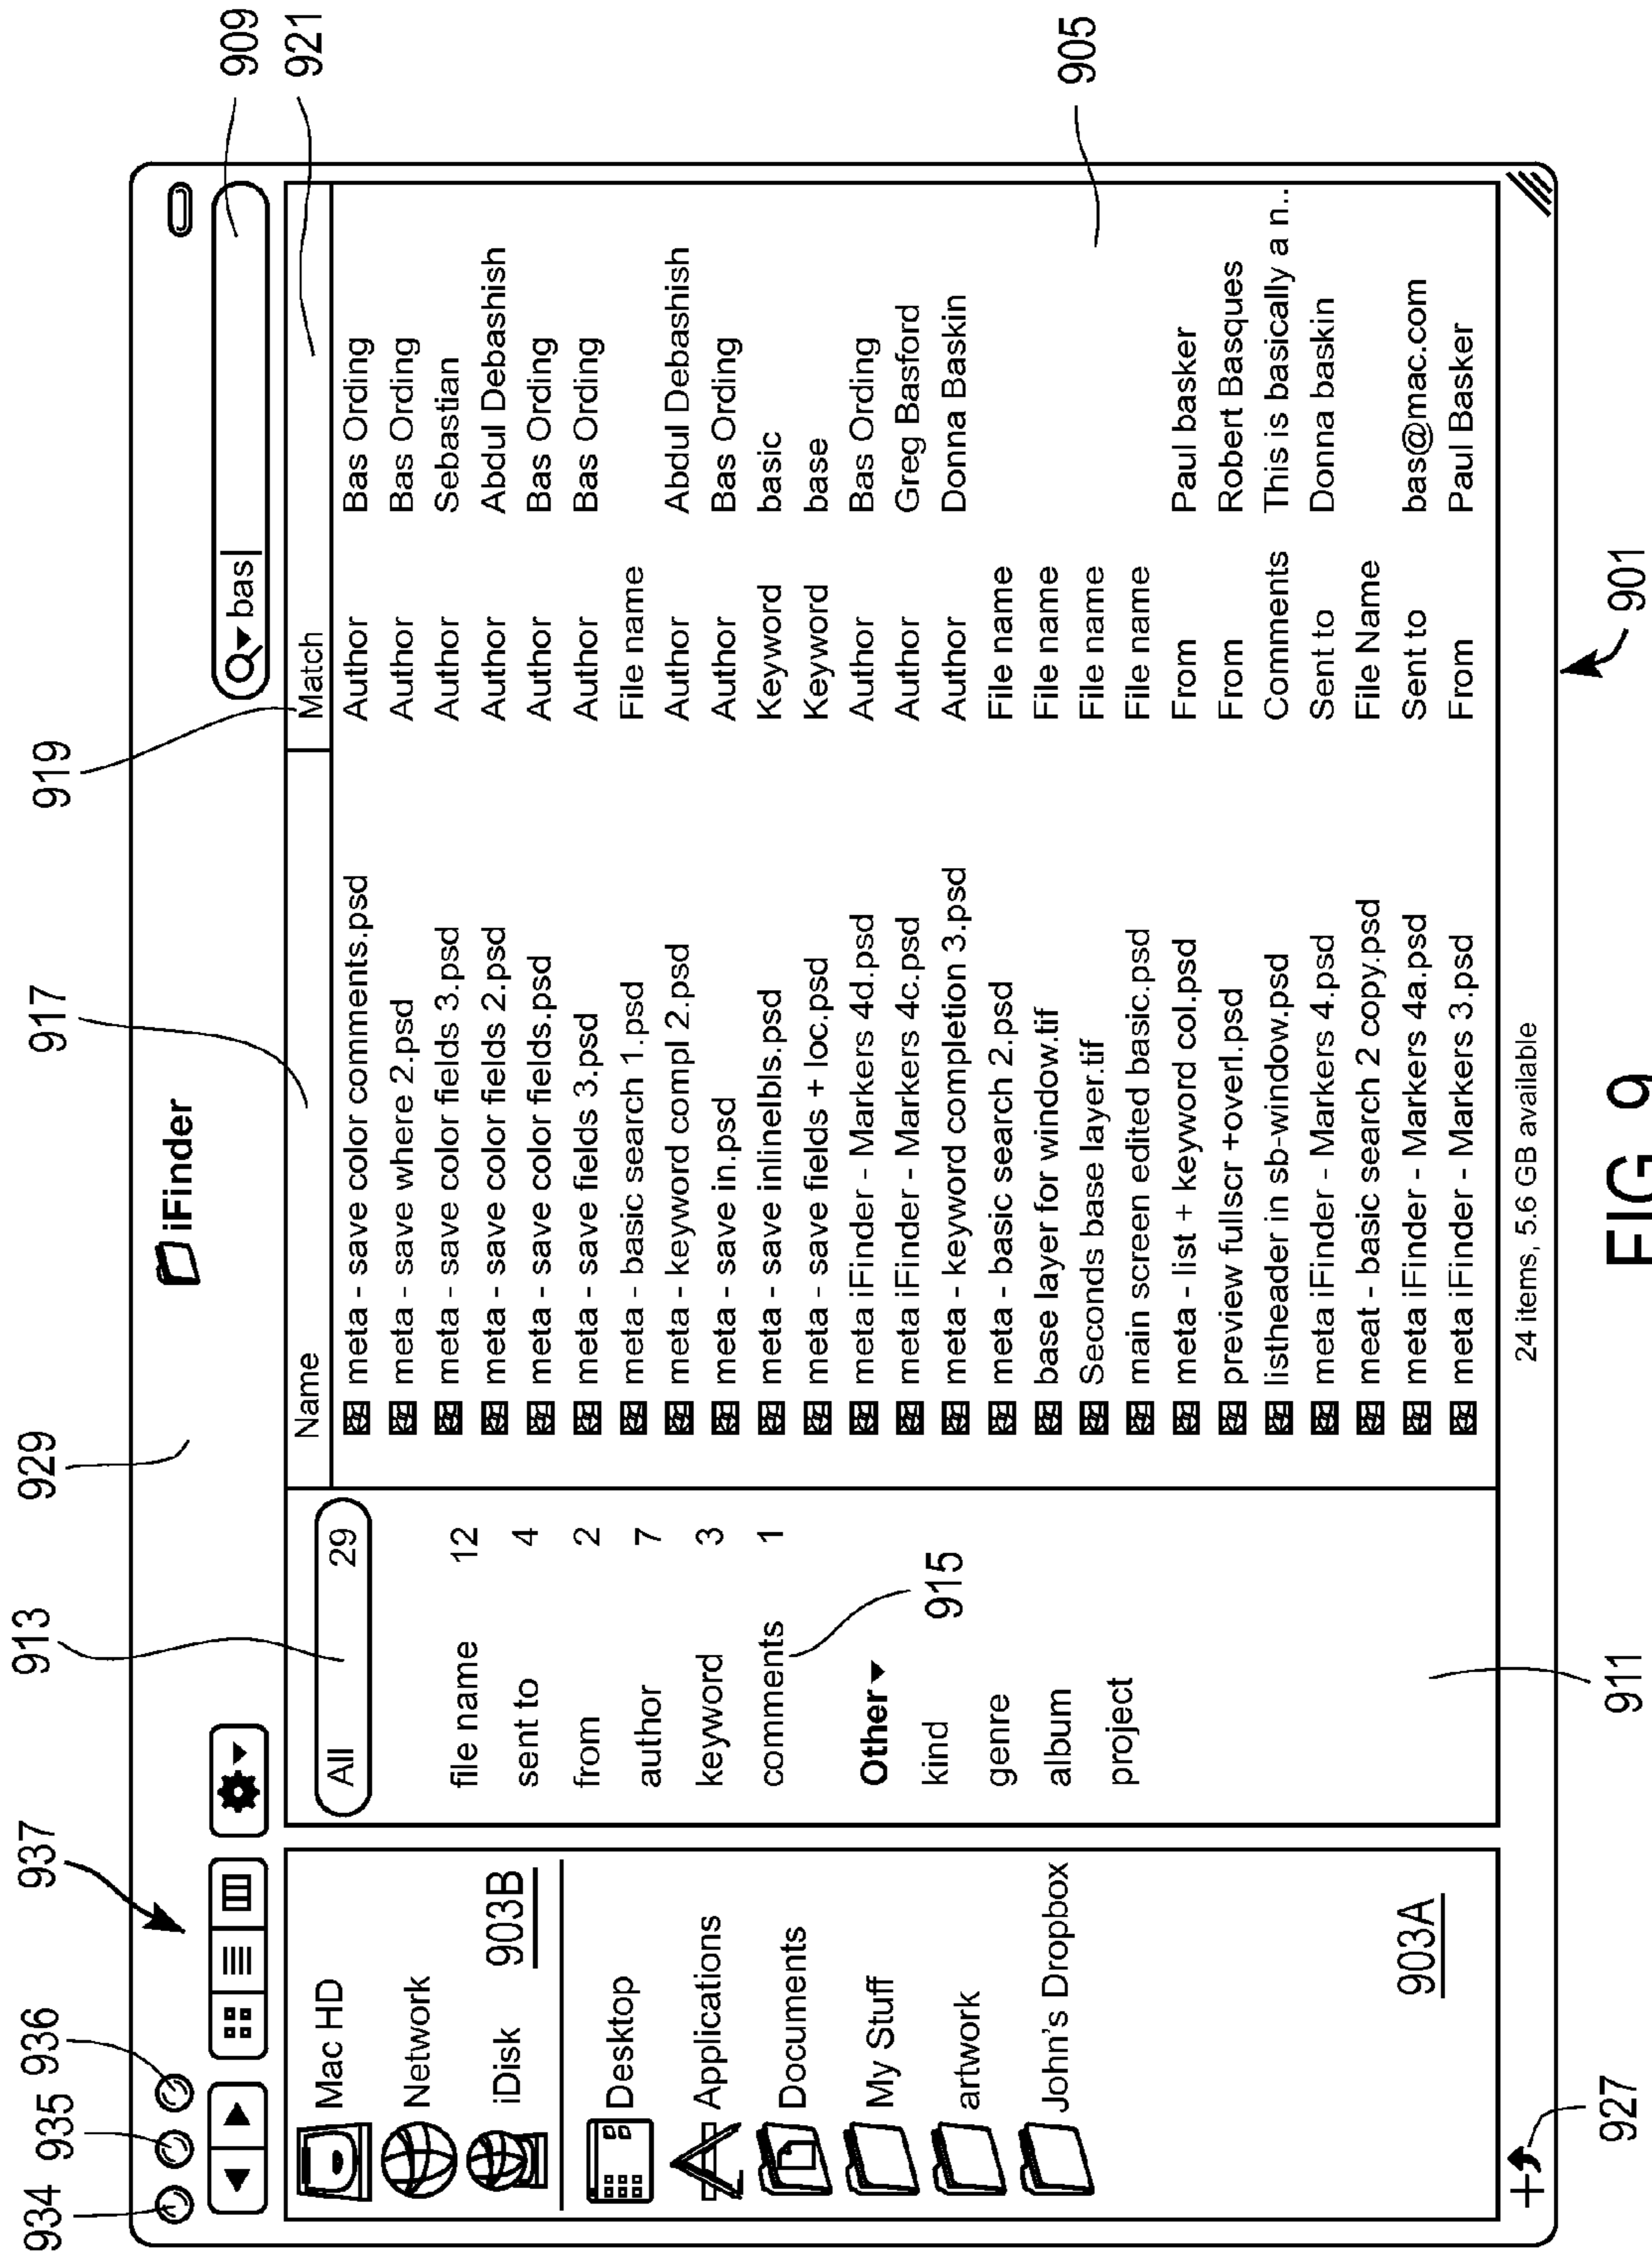 929
917
919
iFinder
909
921
934
935
936
937
913
bas
Mac HD
Network
iDisk
903B
Desktop
Applications
Documents
My Stuff
artwork
John's Dropbox
903A
All 29
file name 12
sent to 4
from 2
author 7
keyword 3
comments 1
915
Other
kind
genre
album
project
911
Name Match
meta - save color comments.psd Author Bas Ording
meta - save where 2.psd Author Bas Ording
meta - save color fields 3.psd Author Sebastian
meta - save color fields 2.psd Author Abdul Debashish
meta - save color fields.psd Author Bas Ording
meta - save fields 3.psd Author Bas Ording
meta - basic search 1.psd File name
meta - keyword compl 2.psd Author Abdul Debashish
meta - save in.psd Author Bas Ording
meta - save inlinelbls.psd Keyword basic
meta - save fields + loc.psd Keyword base
meta iFinder - Markers 4d.psd Author Bas Ording
meta iFinder - Markers 4c.psd Author Greg Basford
meta - keyword completion 3.psd Author Donna Baskin
meta - basic search 2.psd File name
base layer for window.tif File name
Seconds base layer.tif File name
main screen edited basic.psd File name
meta - list + keyword col.psd From Paul basker
preview fullscr +overl.psd From Robert Basques
listheader in sb-window.psd Comments This is basically a n..
meta iFinder - Markers 4.psd Sent to Donna baskin
meat - basic search 2 copy.psd File Name
meta iFinder - Markers 4a.psd Sent to bas@mac.com
meta iFinder - Markers 3.psd From Paul Basker
905
24 items, 5.6 GB available
927
901
FIG. 9